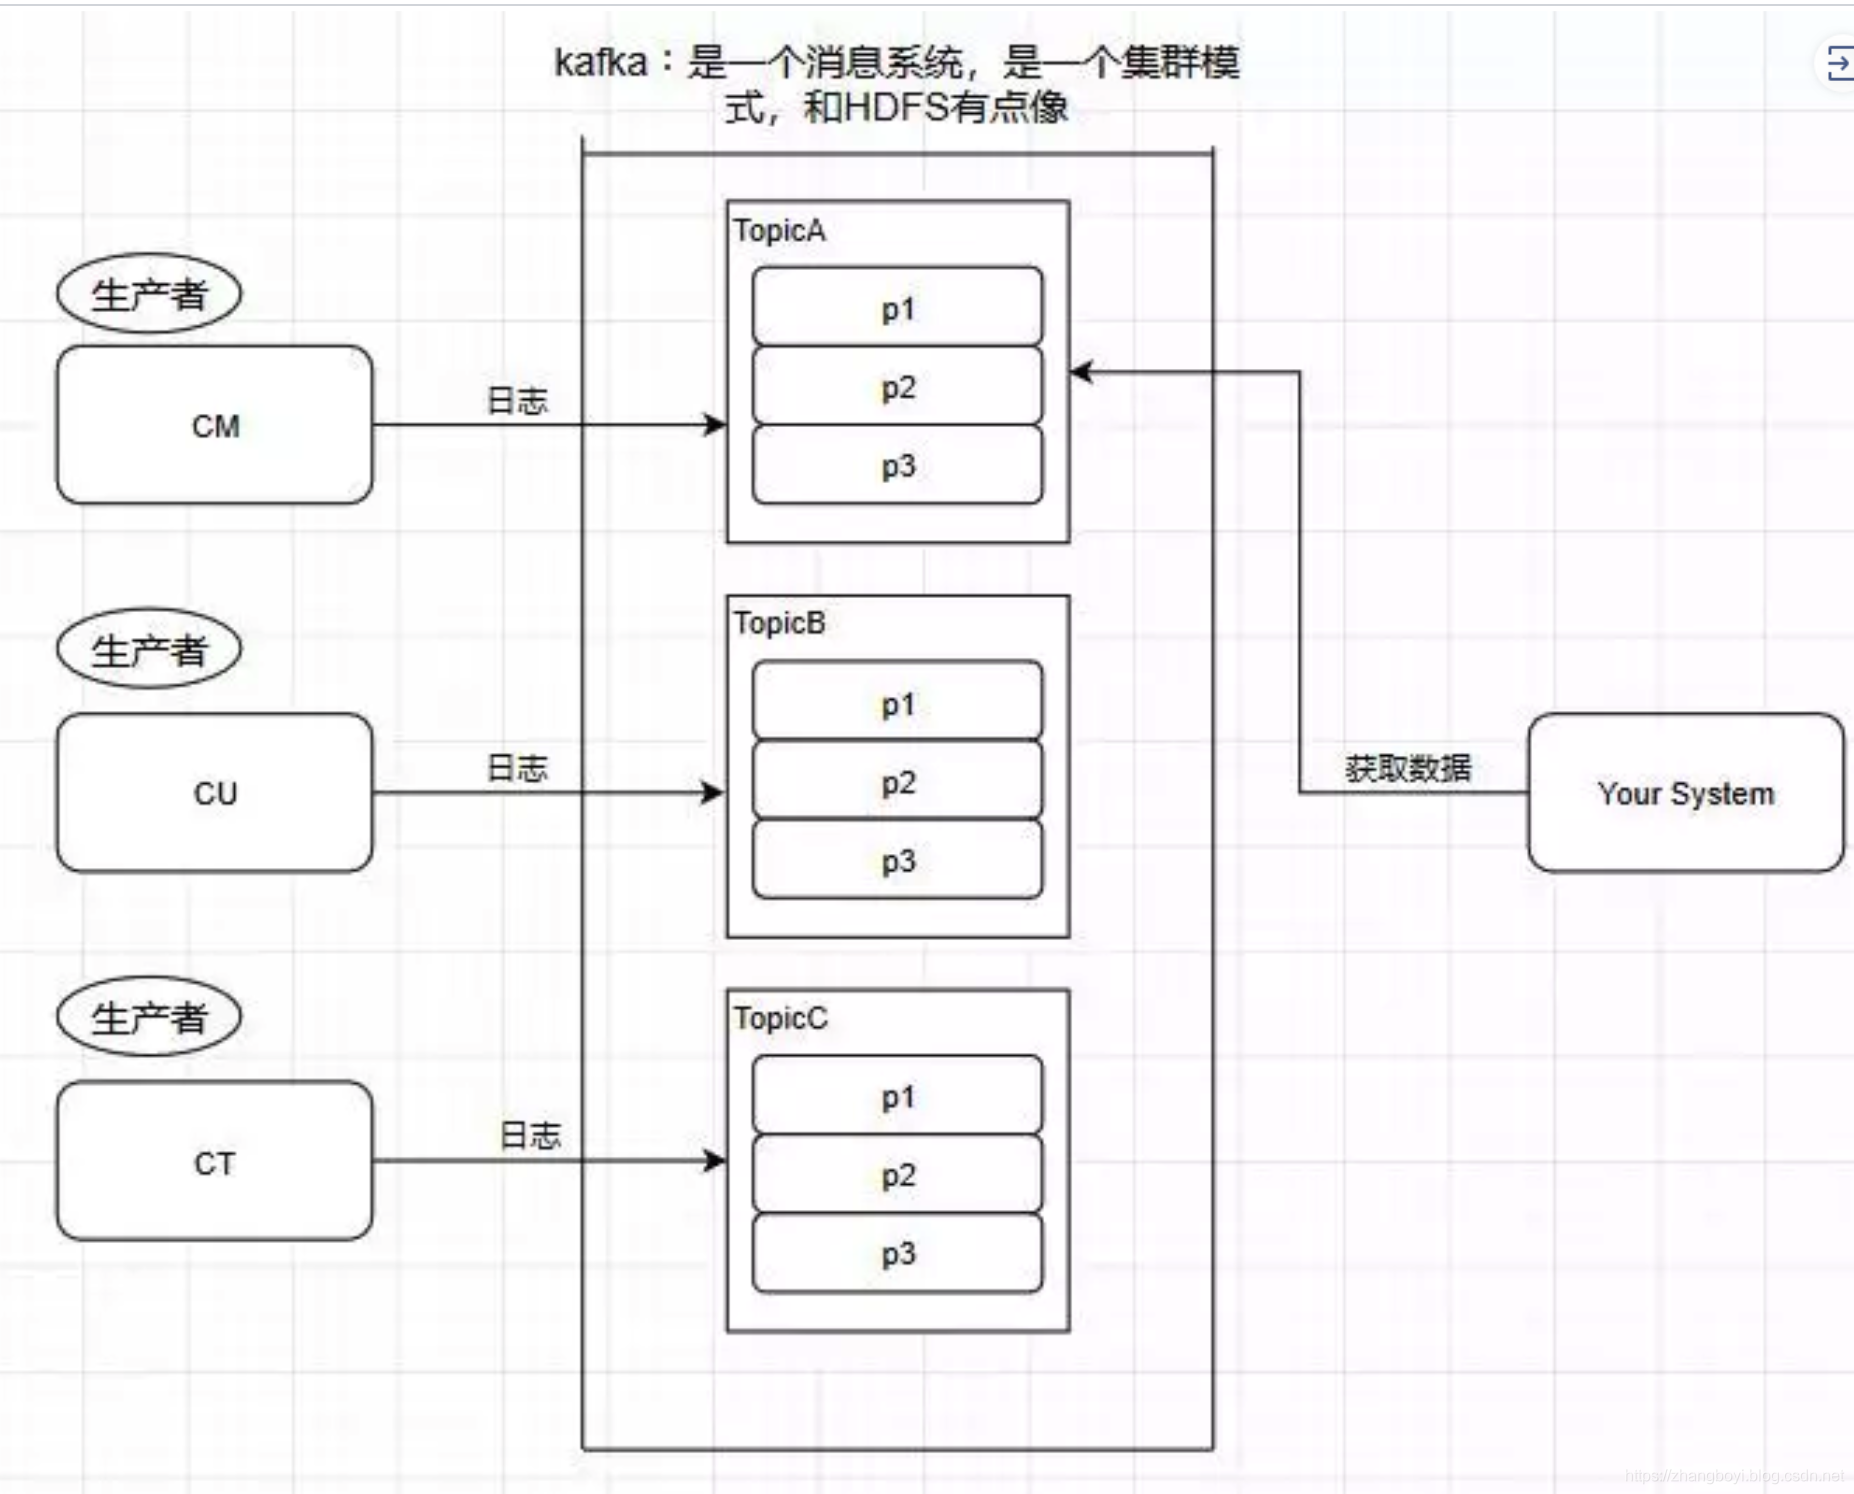 kafka：是一个消息系统，是一个集群模
式，和HDFS有点像
TopicA
生产者
p1
CM
日志
p2
p3
生产者
TopicB
p1
CU
日志
p2
获取数据
Your System
p3
生产者
TopicC
p1
CT
日志
p2
p3
https://zhangboyi.blog.csdn.net